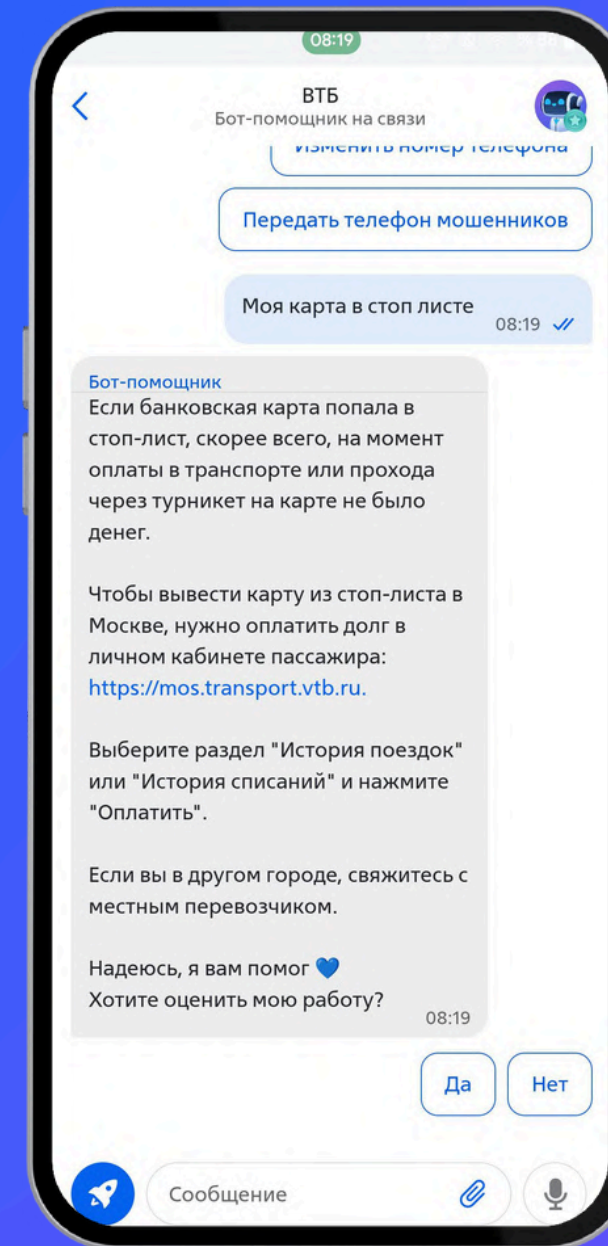 08:19
ВТБ
Бот-помощник на связи
Изменить номер телефона
Передать телефон мошенников
Моя карта в стоп листе
08:19
Бот-помощник
Если банковская карта попала в
стоп-лист, скорее всего, на момент
оплаты в транспорте или прохода
через турникет на карте не было
денег.
Чтобы вывести карту из стоп-листа в
Москве, нужно оплатить долг в
личном кабинете пассажира:
https://mos.transport.vtb.ru.
Выберите раздел "История поездок"
или "История списаний" и нажмите
"Оплатить".
Если вы в другом городе, свяжитесь с
местным перевозчиком.
Надеюсь, я вам помог 💙
Хотите оценить мою работу?
08:19
Да Нет
Сообщение